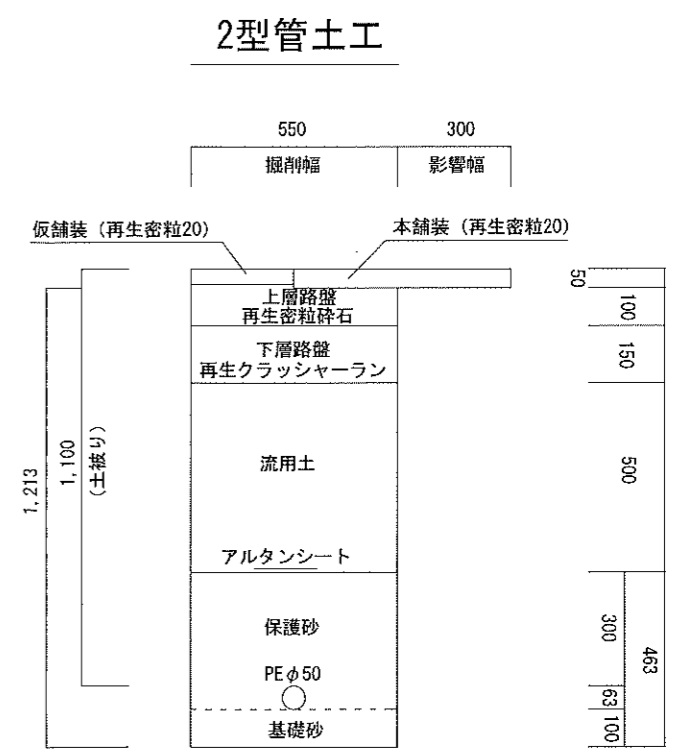 2型管土工
550
300
掘削幅
影響幅
仮舗装（再生密粒20）
本舗装（再生密粒20）
上層路盤
再生密粒砕石
下層路盤
再生クラッシャーラン
流用土
アルタンシート
保護砂
PEφ50
基礎砂
1,213
1,100
(土被り)
50
100
150
500
300
463
63
100